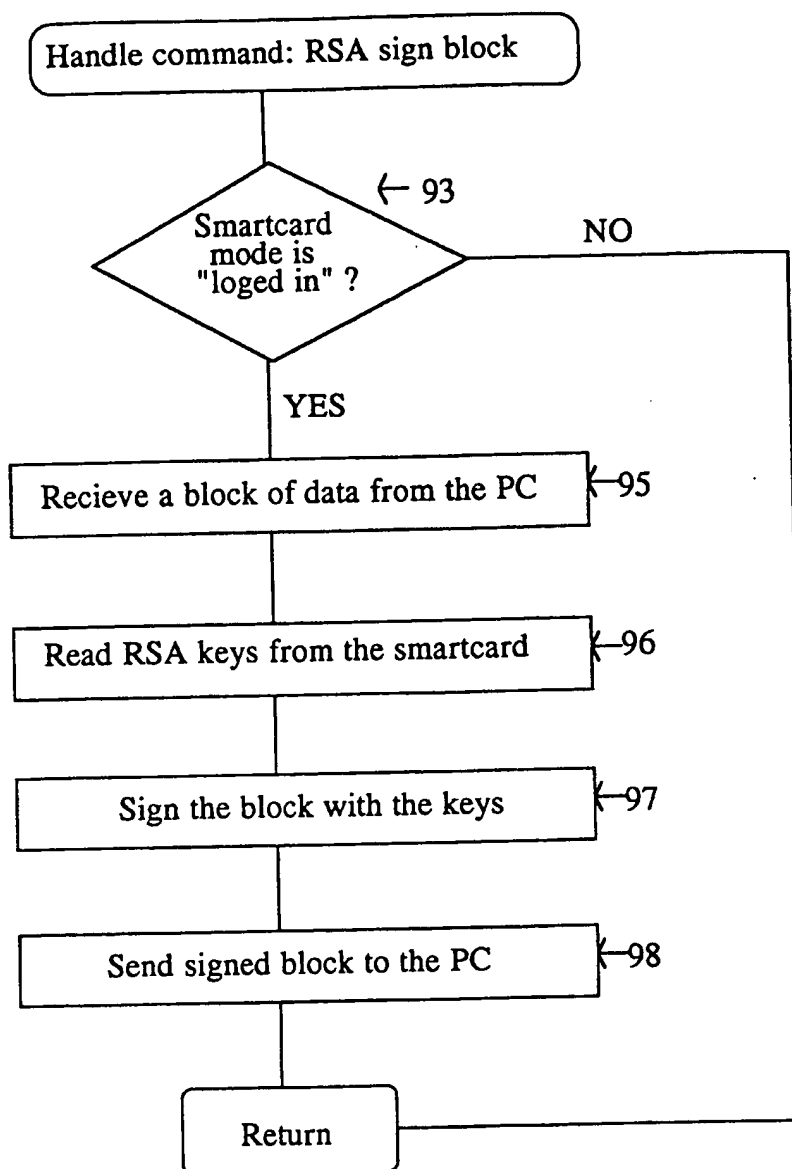 Handle command: RSA sign block
← 93
Smartcard
mode is
"loged in" ?
NO
YES
Recieve a block of data from the PC
←95
Read RSA keys from the smartcard
←96
Sign the block with the keys
←97
Send signed block to the PC
←98
Return